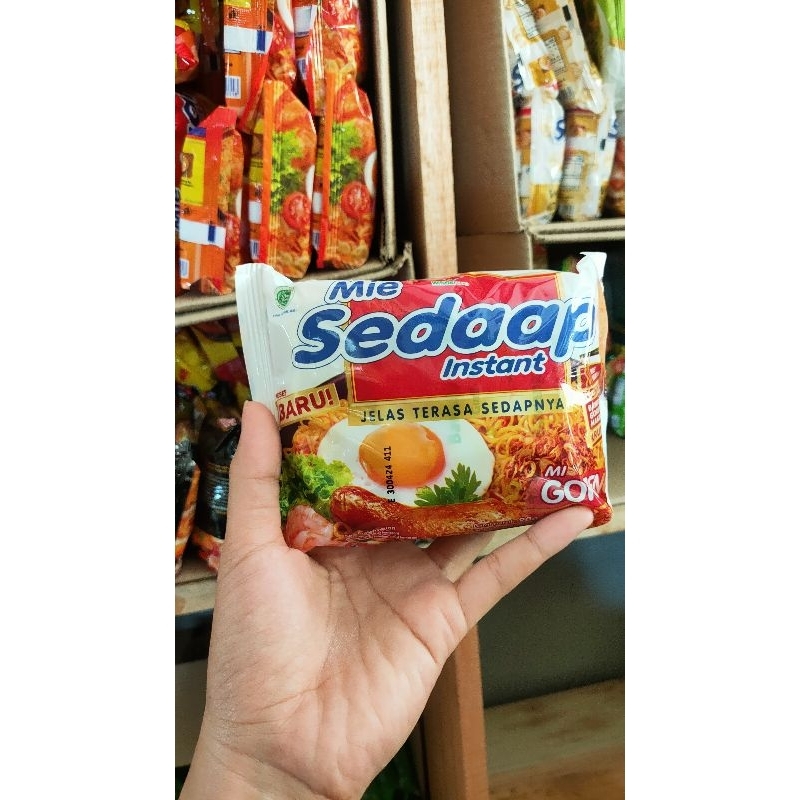 Mie
Sedaap
Instant
BARU!
JELAS TERASA SEDAPNYA
E 300424 411
MI
GOR